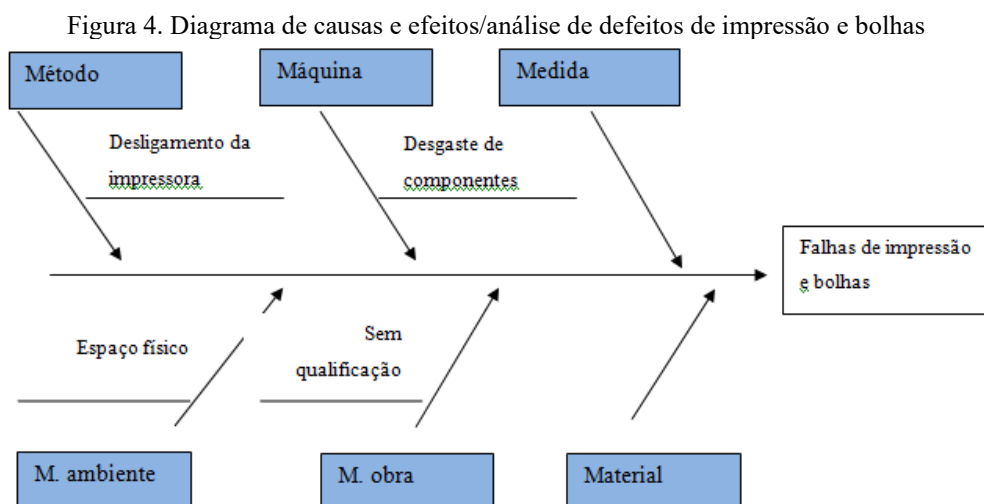 Figura 4. Diagrama de causas e efeitos/análise de defeitos de impressão e bolhas
Método
Máquina
Medida
Desligamento da
impressora
Desgaste de
componentes
Falhas de impressão
e bolhas
Espaço físico
Sem
qualificação
M. ambiente
M. obra
Material